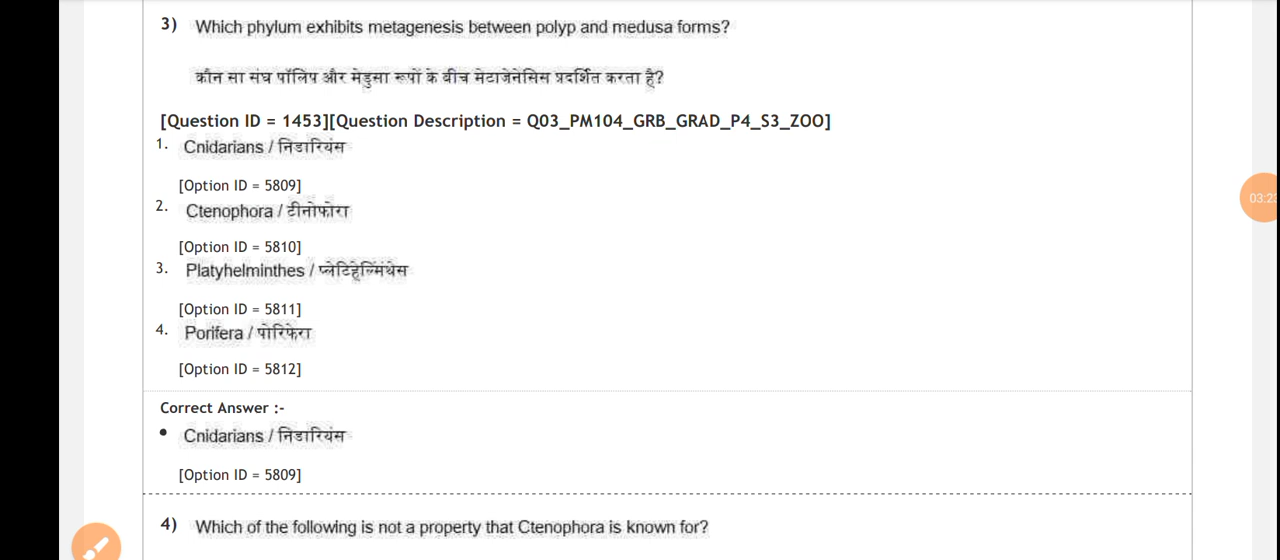 3) Which phylum exhibits metagenesis between polyp and medusa forms?
कौन सा संघ पॉलिप और मेडुसा रूपों के बीच मेटाजेनेसिस प्रदर्शित करता है?
[Question ID = 1453][Question Description = Q03_PM104_GRB_GRAD_P4_S3_ZOO]
1. Cnidarians / निडारियंस
[Option ID = 5809]
2. Ctenophora / टीनोफोरा
[Option ID = 5810]
3. Platyhelminthes / प्लेटिहेल्मिंथेस
[Option ID = 5811]
4. Porifera / पोरिफेरा
[Option ID = 5812]
Correct Answer :-
• Cnidarians / निडारियंस
[Option ID = 5809]
4) Which of the following is not a property that Ctenophora is known for?